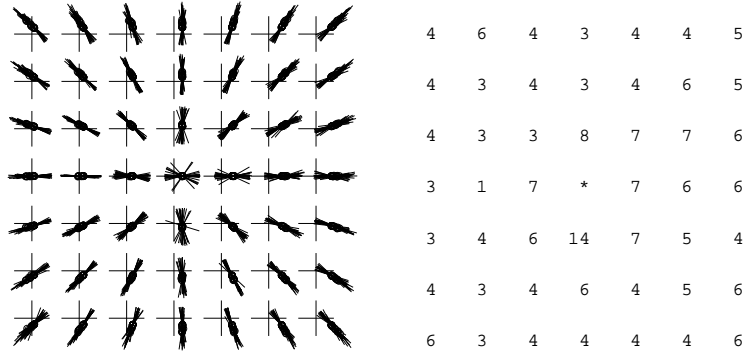 4 6 4 3 4 4 5
4 3 4 3 4 6 5
4 3 3 8 7 7 6
3 1 7 * 7 6 6
3 4 6 14 7 5 4
4 3 4 6 4 5 6
6 3 4 4 4 4 6